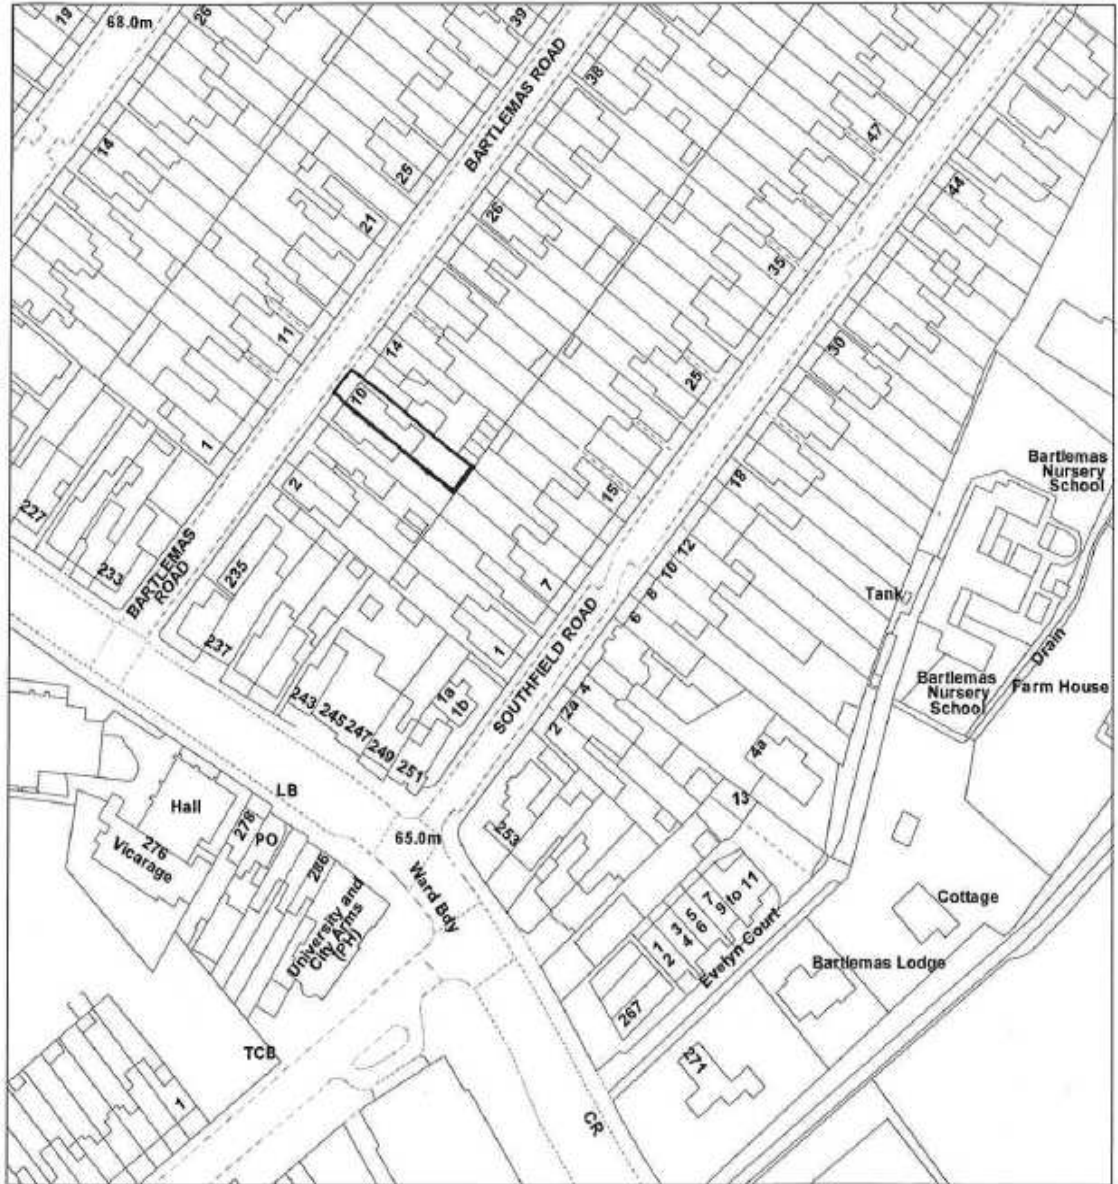 19
68.0m
26
39
BARTLEMAS ROAD
38
47
14
25
44
21
26
35
11
14
30
25
10
1
Bartlemas
Nursery
School
2
15
18
227
233
BARTLEMAS
ROAD
235
7
12
10
8
6
Tank
237
1
SOUTHFIELD ROAD
Drain
Bartlemas
Nursery
School
Farm House
243
245
247
249
251
1a
1b
4
2a
2
4a
LB
13
Hall
276
Vicarage
278
PO
286
65.0m
253
Ward Bdy
University and
City Arms
(PH)
7
9 to 11
5
6
3
4
1
2
Evelyn Court
Cottage
Bartlemas Lodge
267
TCB
271
1
CR